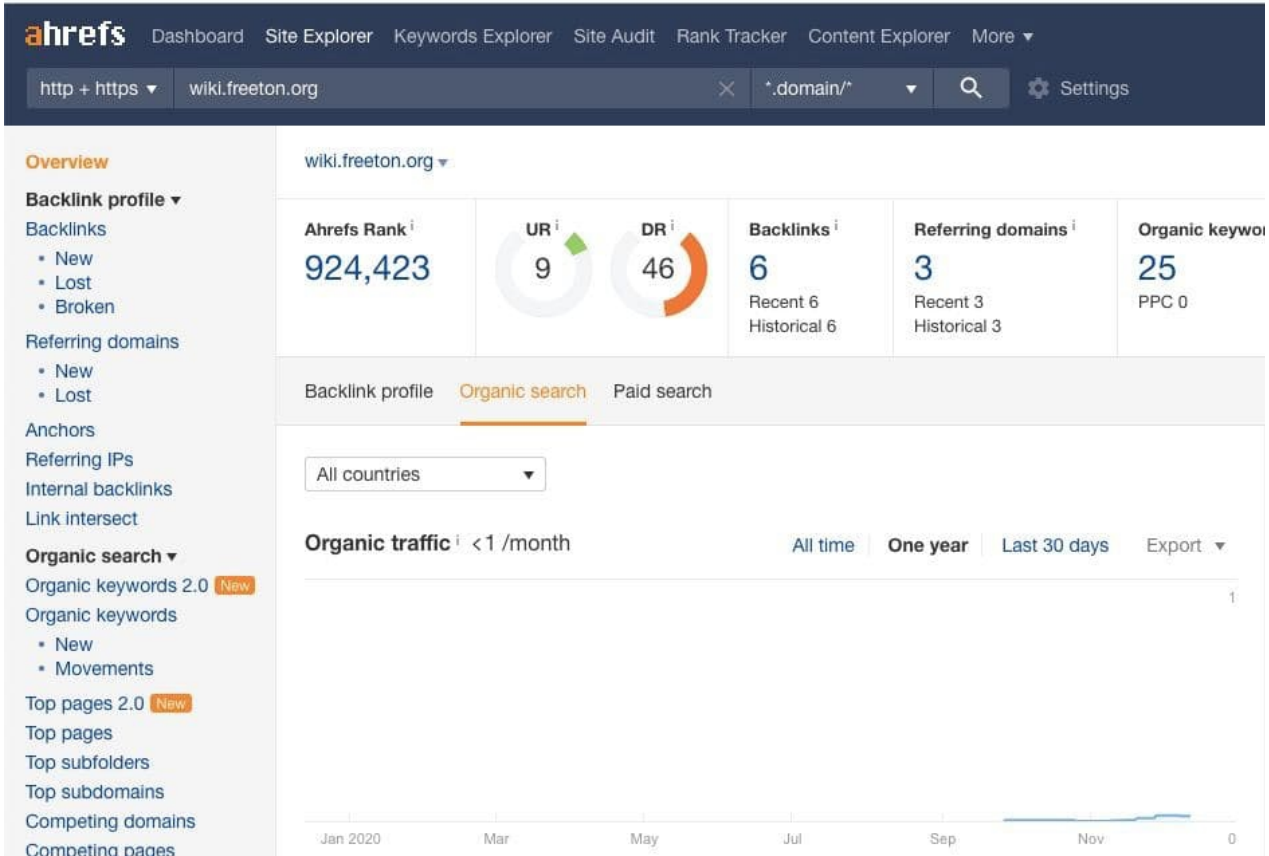 ahrefs Dashboard Site Explorer Keywords Explorer Site Audit Rank Tracker Content Explorer More
http + https wiki.freeton.org *.domain/* Settings
Overview
Backlink profile
Backlinks
New
Lost
Broken
Referring domains
New
Lost
Anchors
Referring IPs
Internal backlinks
Link intersect
Organic search
Organic keywords 2.0 New
Organic keywords
New
Movements
Top pages 2.0 New
Top pages
Top subfolders
Top subdomains
Competing domains
Competing pages
wiki.freeton.org
Ahrefs Rank i
924,423
UR i
9
DR i
46
Backlinks i
6
Recent 6
Historical 6
Referring domains i
3
Recent 3
Historical 3
Organic keywor
25
PPC 0
Backlink profile Organic search Paid search
All countries
Organic traffic i <1 /month
All time One year Last 30 days Export
1
Jan 2020 Mar May Jul Sep Nov 0